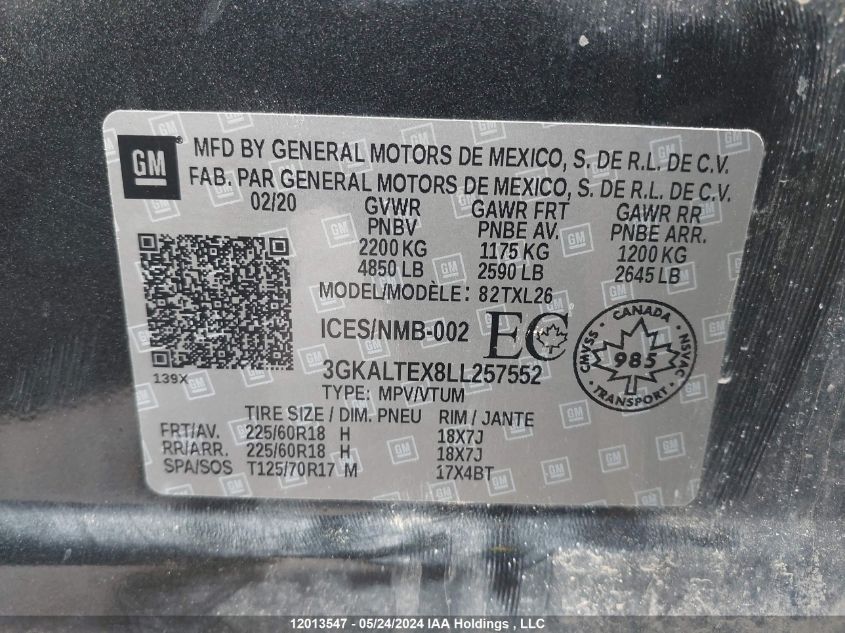 GM MFD BY GENERAL MOTORS DE MEXICO, S. DE R.L. DE C.V.
FAB. PAR GENERAL MOTORS DE MEXICO, S. DE R.L. DE C.V.
02/20 GVWR GAWR FRT GAWR RR
PNBV PNBE AV. PNBE ARR.
2200 KG 1175 KG 1200 KG
4850 LB 2590 LB 2645 LB
MODEL/MODÈLE: 82TXL26
ICES/NMB-002 EC
CANADA
CMVSS 985 NSVAC
TRANSPORT
139X
3GKALTEX8LL257552
TYPE: MPV/VTUM
TIRE SIZE / DIM. PNEU RIM / JANTE
FRT/AV. 225/60R18 H 18X7J
RR/ARR. 225/60R18 H 18X7J
SPA/SOS T125/70R17 M 17X4BT
12013547 - 05/24/2024 IAA Holdings , LLC